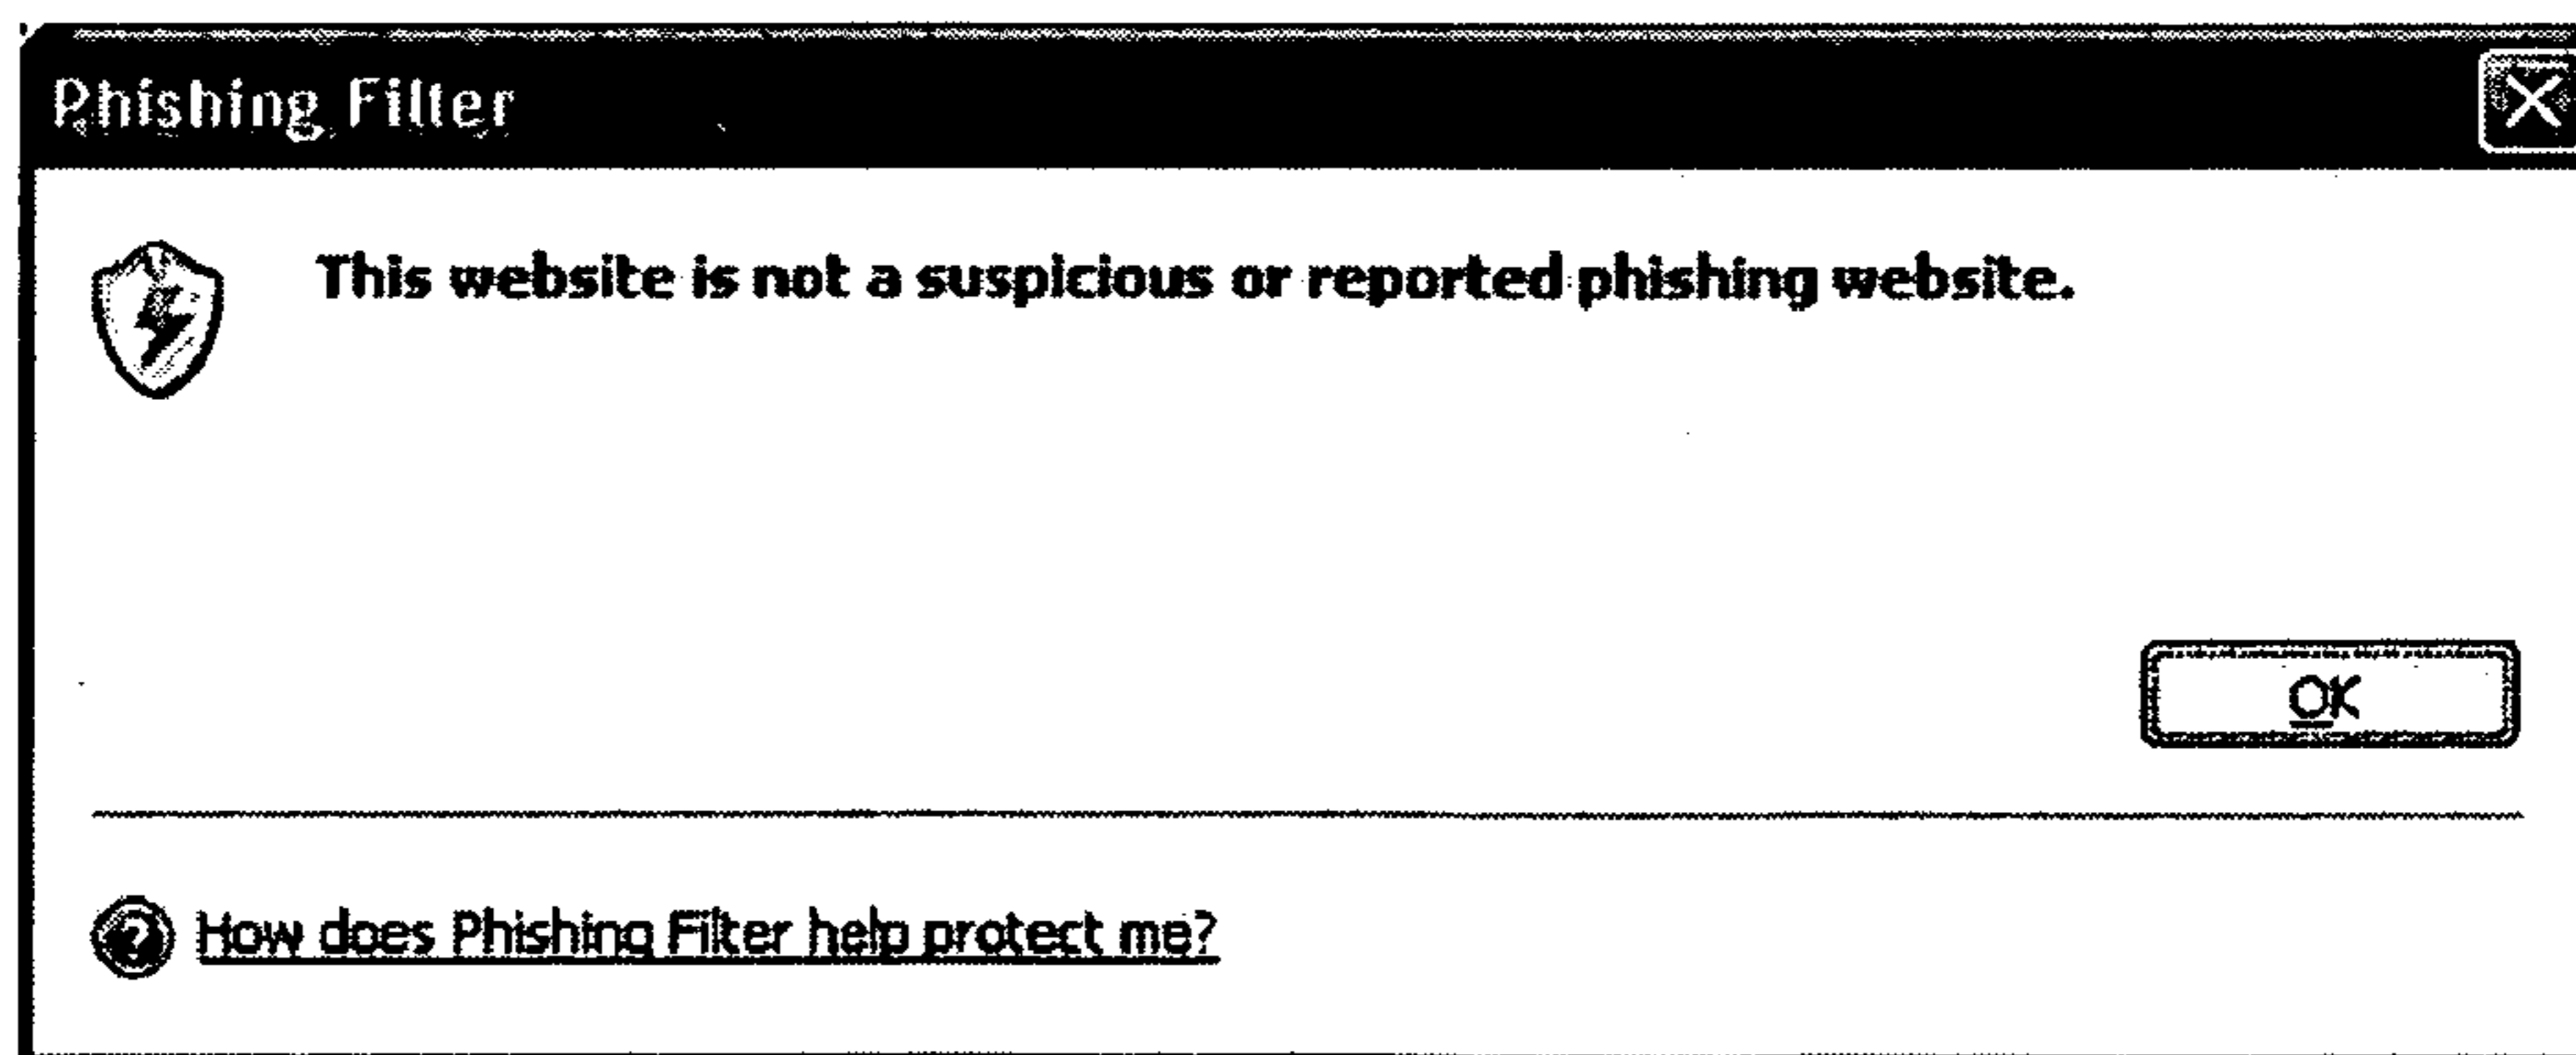 Phishing Filter
This website is not a suspicious or reported phishing website.
OK
How does Phishing Filter help protect me?